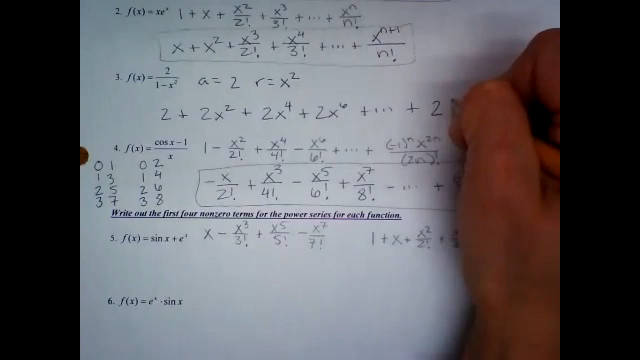 2. f(x) = xeˣ 1 + x + x²/2! + x³/3! + ... + xⁿ/n!
x + x² + x³/2! + x⁴/3! + ... + xⁿ⁺¹/n!
3. f(x) = 2/(1-x²) a = 2 r = x²
2 + 2x² + 2x⁴ + 2x⁶ + ... + 2
4. f(x) = (cos x - 1)/x 1 - x²/2! + x⁴/4! - x⁶/6! + ... + (-1)ⁿx²ⁿ/(2n)!
0 1 0 2
1 3 1 4
2 5 2 6
3 7 3 8
-x/2! + x³/4! - x⁵/6! + x⁷/8! - ... +
Write out the first four nonzero terms for the power series for each function.
5. f(x) = sin x + eˣ x - x³/3! + x⁵/5! - x⁷/7! 1 + x + x²/2! +
6. f(x) = eˣ · sin x